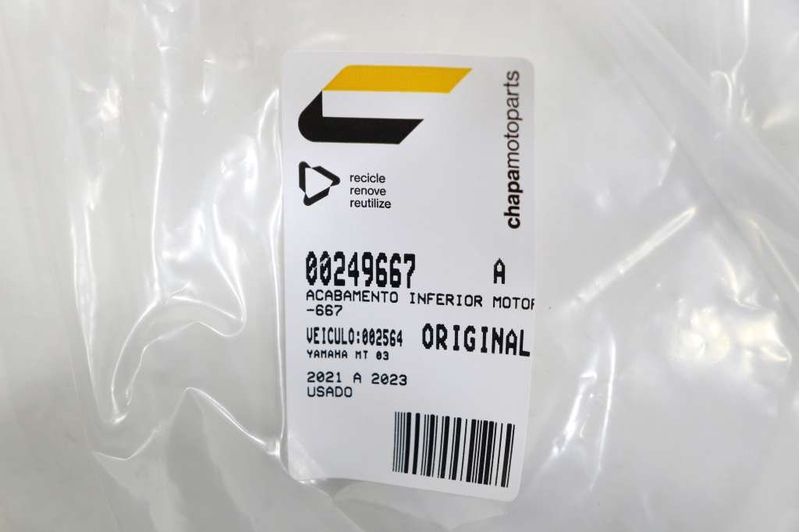 chapamotoparts
recicle
renove
reutilize
00249667 A
ACABAMENTO INFERIOR MOTOR
-667
VEICULO:002564 ORIGINAL
YAMAHA MT 03
2021 A 2023
USADO